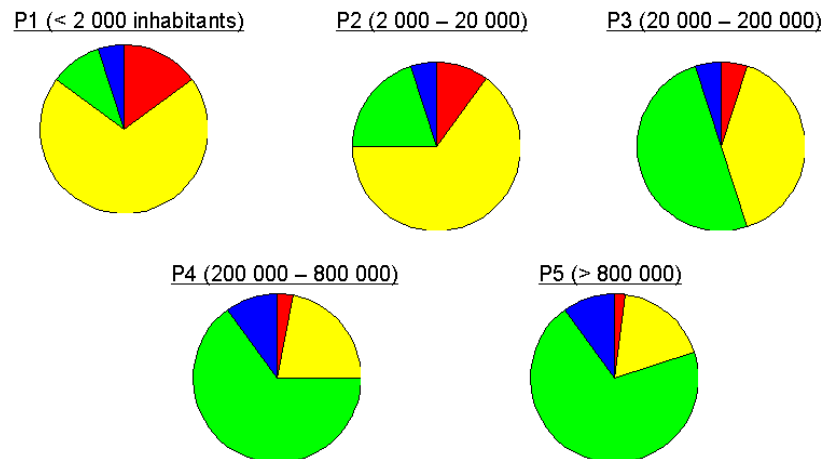 P1 (< 2 000 inhabitants)
P2 (2 000 – 20 000)
P3 (20 000 - 200 000)
P4 (200 000 – 800 000)
P5 (> 800 000)